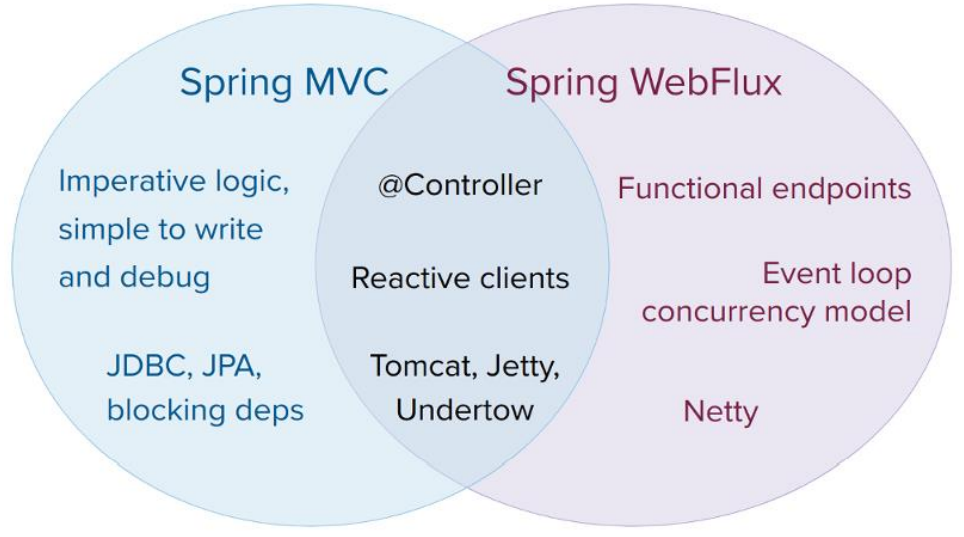 Spring MVC
Spring WebFlux
Imperative logic,
simple to write
and debug
JDBC, JPA,
blocking deps
@Controller
Reactive clients
Tomcat, Jetty,
Undertow
Functional endpoints
Event loop
concurrency model
Netty